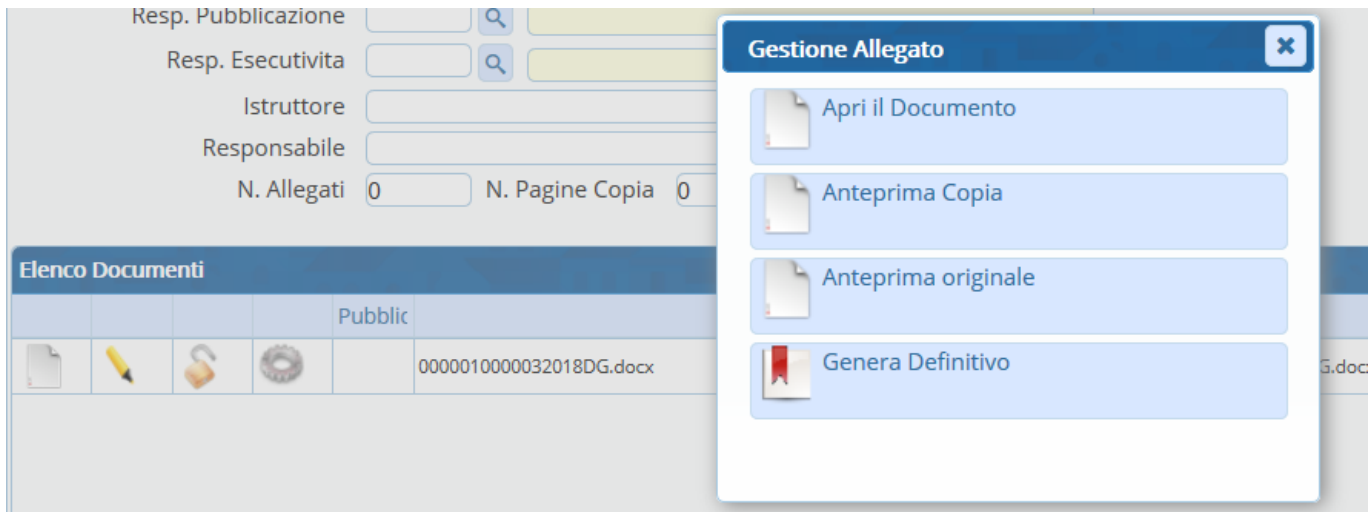 Resp. Pubblicazione
Resp. Esecutivita
Istruttore
Responsabile
N. Allegati 0 N. Pagine Copia 0
Elenco Documenti
Pubblic
0000010000032018DG.docx
G.doc
Gestione Allegato
Apri il Documento
Anteprima Copia
Anteprima originale
Genera Definitivo